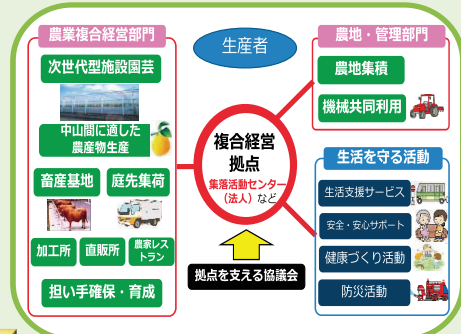 農業複合経営部門
次世代型施設園芸
中山間に適した
農産物生産
畜産基地
庭先集荷
加工所
直販所
農家レス
トラン
担い手確保・育成
生産者
複合経営
拠点
集落活動センター
（法人）など
拠点を支える協議会
農地・管理部門
農地集積
機械共同利用
生活を守る活動
生活支援サービス
安全・安心サポート
健康づくり活動
防災活動